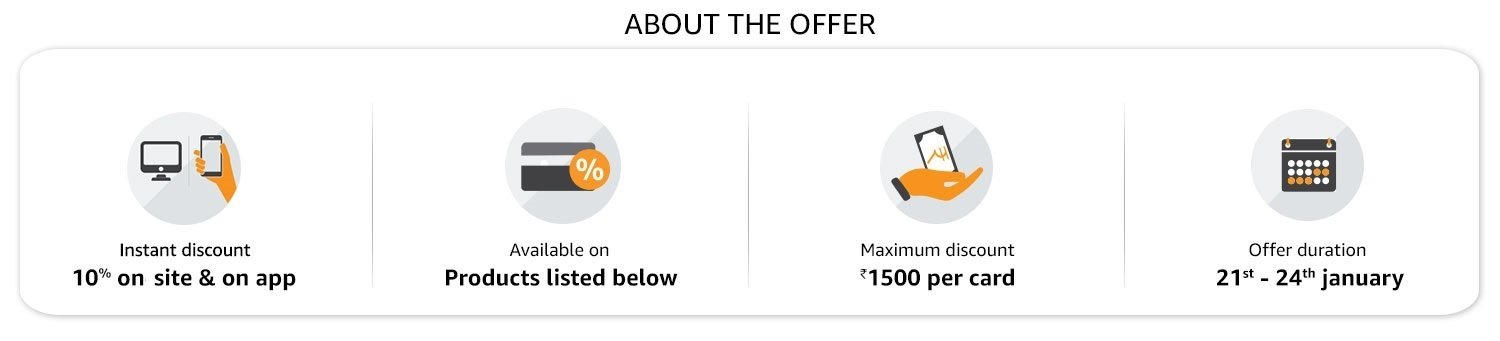 ABOUT THE OFFER
%
Instant discount
10% on site & on app
Available on
Products listed below
Maximum discount
₹1500 per card
Offer duration
21st - 24th january